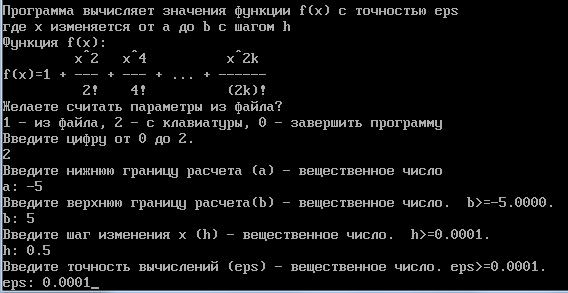 Программа вычисляет значения функции f(x) с точностью eps
где x изменяется от a до b с шагом h
Функция f(x):
x^2 x^4 x^2k
f(x)=1 + --- + --- + ... + ------
2! 4! (2k)!
Желаете считать параметры из файла?
1 - из файла, 2 - с клавиатуры, 0 - завершить программу
Введите цифру от 0 до 2.
2
Введите нижнюю границу расчета (a) - вещественное число
a: -5
Введите верхнюю границу расчета(b) - вещественное число.  b>=-5.0000.
b: 5
Введите шаг изменения x (h) - вещественное число.  h>=0.0001.
h: 0.5
Введите точность вычислений (eps) - вещественное число. eps>=0.0001.
eps: 0.0001_